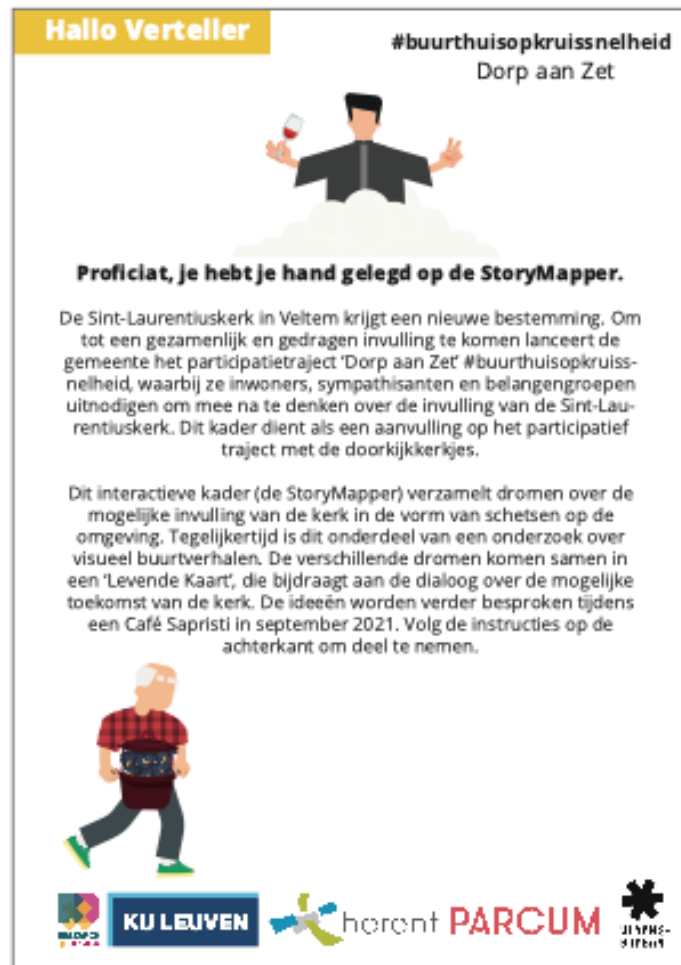 Hallo Verteller
#buurthuisopkruissnelheid
Dorp aan Zet
Proficiat, je hebt je hand gelegd op de StoryMapper.
De Sint-Laurentiuskerk in Veltem krijgt een nieuwe bestemming. Om
tot een gezamenlijk en gedragen invulling te komen lanceert de
gemeente het participatietraject ‘Dorp aan Zet’ #buurthuisopkruiss-
nelheid, waarbij ze inwoners, sympathisanten en belangengroepen
uitnodigen om mee na te denken over de invulling van de Sint-Lau-
rentiuskerk. Dit kader dient als een aanvulling op het participatief
traject met de doorkijkkerkjes.
Dit interactieve kader (de StoryMapper) verzamelt dromen over de
mogelijke invulling van de kerk in de vorm van schetsen op de
omgeving. Tegelijkertijd is dit onderdeel van een onderzoek over
visueel buurtverhalen. De verschillende dromen komen samen in
een ‘Levende Kaart’, die bijdraagt aan de dialoog over de mogelijke
toekomst van de kerk. De ideeën worden verder besproken tijdens
een Café Sapristi in september 2021. Volg de instructies op de
achterkant om deel te nemen.
KU LEUVEN
herent
PARCUM